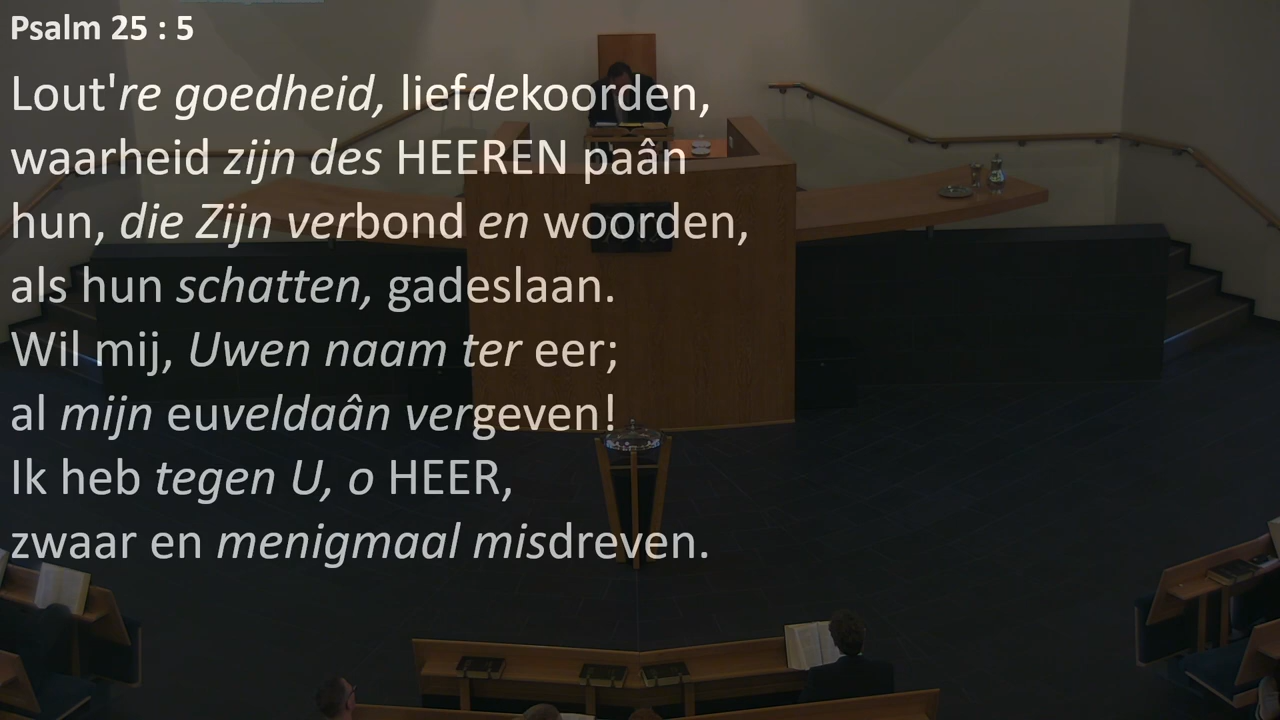 Psalm 25 : 5
Lout're goedheid, liefdekoorden,
waarheid zijn des HEEREN paân
hun, die Zijn verbond en woorden,
als hun schatten, gadeslaan.
Wil mij, Uwen naam ter eer;
al mijn euveldaân vergeven!
Ik heb tegen U, o HEER,
zwaar en menigmaal misdreven.